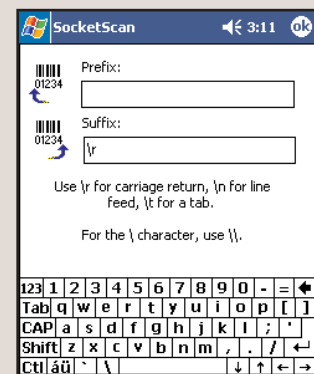 SocketScan 3:11 ok
Prefix:
01234
Suffix:
01234
\r
Use \r for carriage return, \n for line
feed, \t for a tab.
For the \ character, use \\.
123 1 2 3 4 5 6 7 8 9 0 - =
Tab q w e r t y u i o p [ ]
CAP a s d f g h j k l ; '
Shift z x c v b n m , . /
Ctl áü ` \